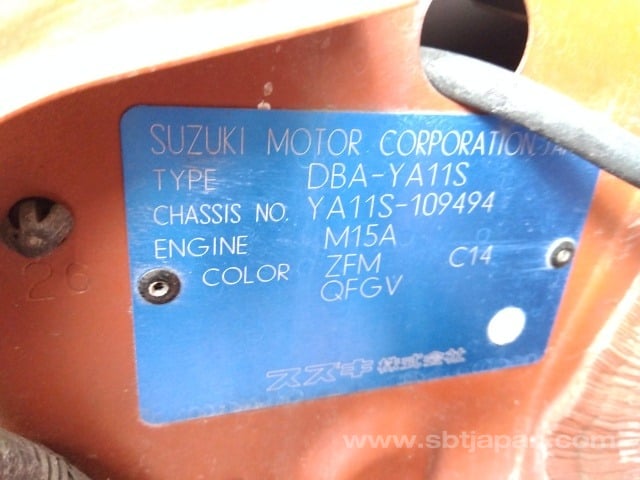 SUZUKI MOTOR CORPORATION JAPAN
TYPE DBA-YA11S
CHASSIS NO. YA11S-109494
ENGINE M15A
COLOR ZFM C14
QFGV
スズキ株式会社
26
www.sbtjapan.com